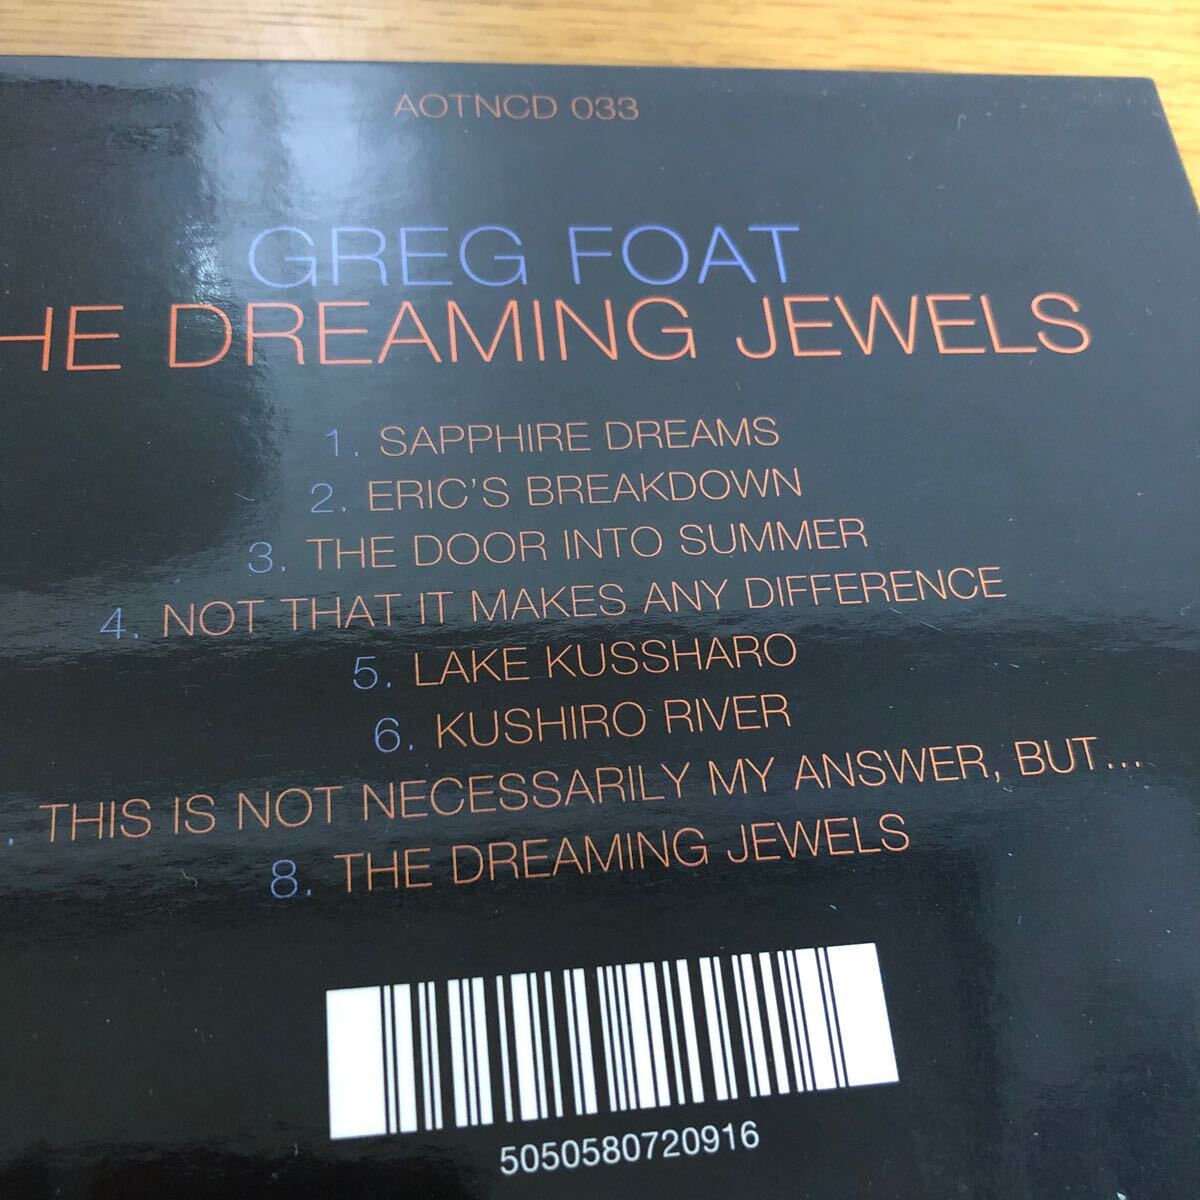 AOTNCD 033
GREG FOAT
HE DREAMING JEWELS
1. SAPPHIRE DREAMS
2. ERIC'S BREAKDOWN
3. THE DOOR INTO SUMMER
4. NOT THAT IT MAKES ANY DIFFERENCE
5. LAKE KUSSHARO
6. KUSHIRO RIVER
. THIS IS NOT NECESSARILY MY ANSWER, BUT...
8. THE DREAMING JEWELS
5050580720916